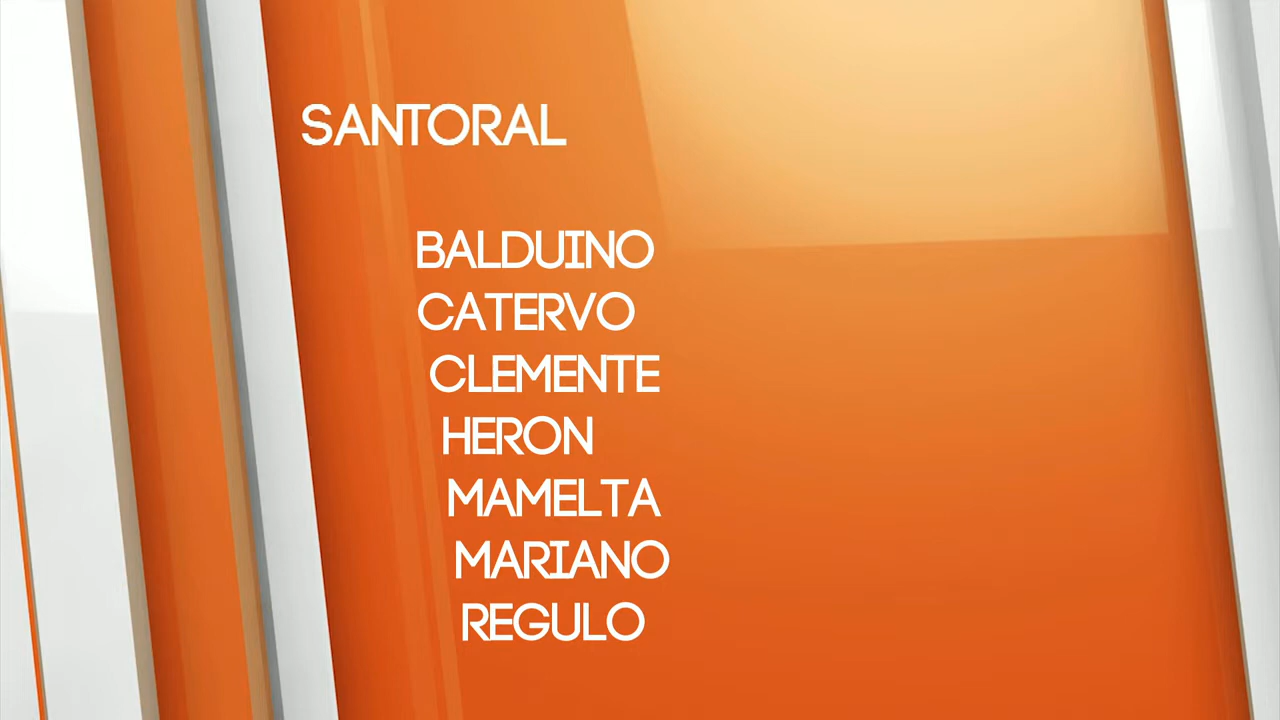 SANTORAL
BALDUINO
CATERVO
CLEMENTE
HERON
MAMELTA
MARIANO
REGULO